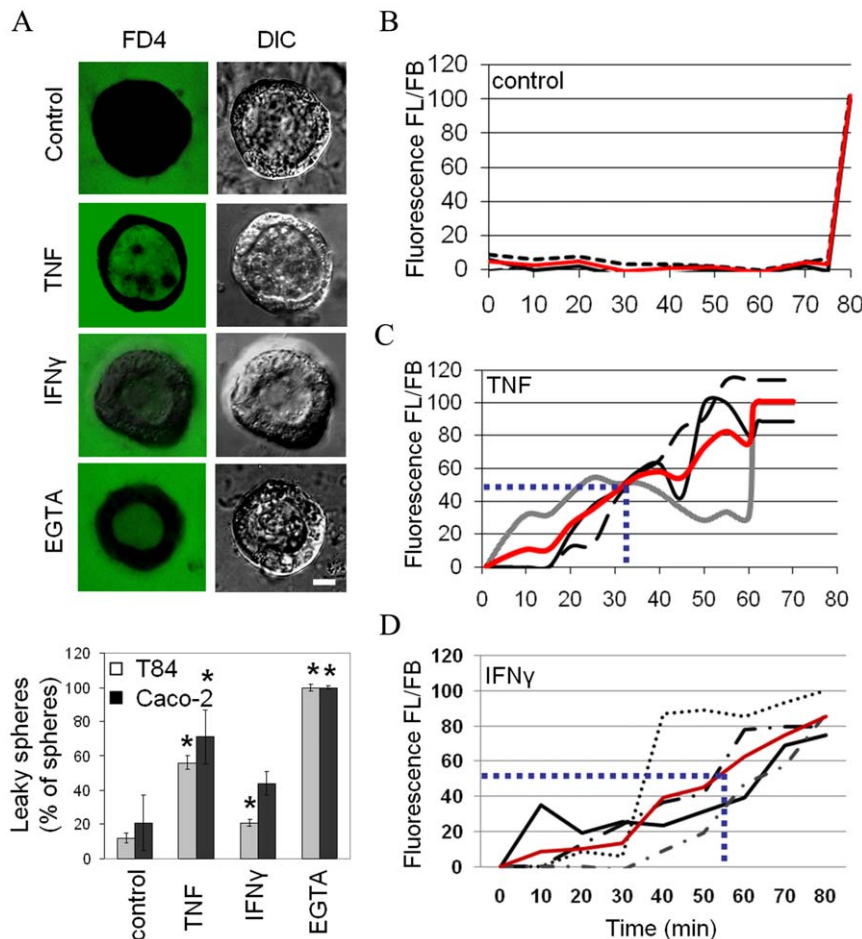 A
FD4 DIC
Control
TNF
IFNγ
EGTA
Leaky spheres
(% of spheres)
120
100
80
60
40
20
0
T84
Caco-2
* * * * *
control TNF IFNγ EGTA
B
Fluorescence FL/FB
control
120
100
80
60
40
20
0
0 10 20 30 40 50 60 70 80
C
Fluorescence FL/FB
TNF
120
100
80
60
40
20
0
0 10 20 30 40 50 60 70 80
D
Fluorescence FL/FB
IFNγ
120
100
80
60
40
20
0
0 10 20 30 40 50 60 70 80
Time (min)